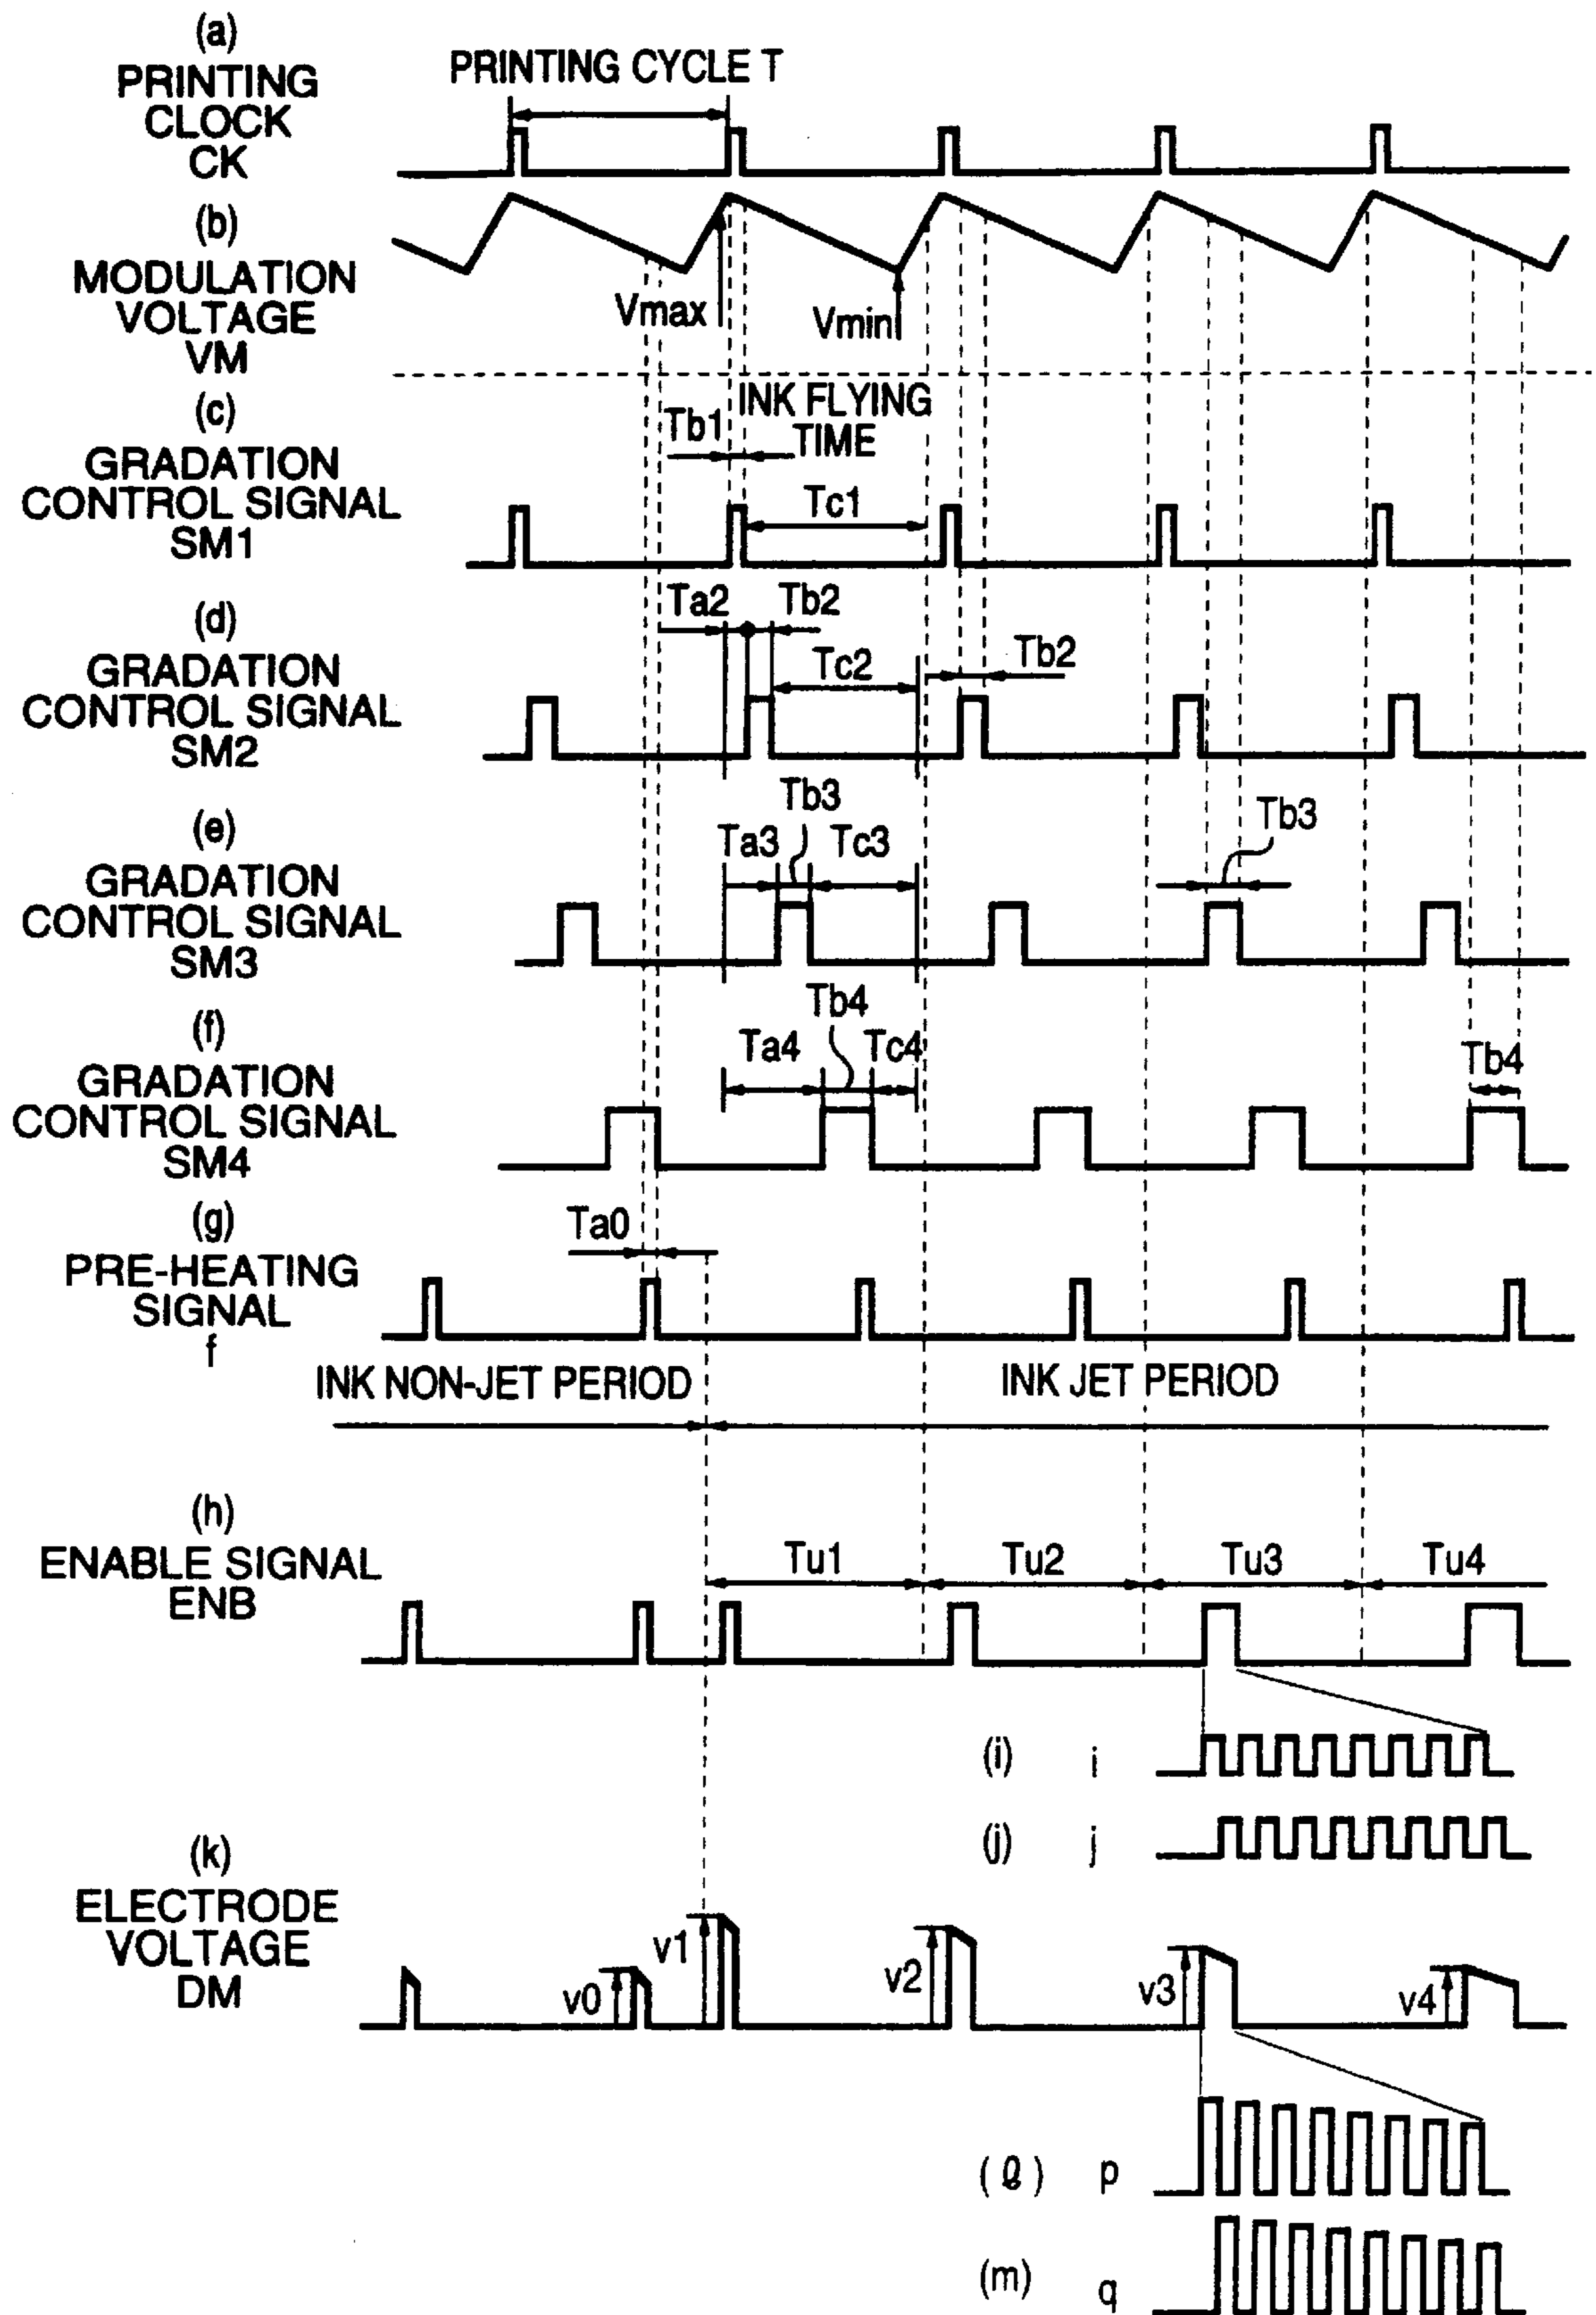 (a)
PRINTING
CLOCK
CK
PRINTING CYCLE T
(b)
MODULATION
VOLTAGE
VM
Vmax
Vmin
(c)
GRADATION
CONTROL SIGNAL
SM1
Tb1
INK FLYING
TIME
Tc1
(d)
GRADATION
CONTROL SIGNAL
SM2
Ta2
Tb2
Tc2
Tb2
(e)
GRADATION
CONTROL SIGNAL
SM3
Tb3
Ta3
Tc3
Tb3
(f)
GRADATION
CONTROL SIGNAL
SM4
Tb4
Ta4
Tc4
Tb4
(g)
PRE-HEATING
SIGNAL
f
Ta0
INK NON-JET PERIOD
INK JET PERIOD
(h)
ENABLE SIGNAL
ENB
Tu1
Tu2
Tu3
Tu4
(i) i
(j) j
(k)
ELECTRODE
VOLTAGE
DM
v0
v1
v2
v3
v4
(ℓ) p
(m) q